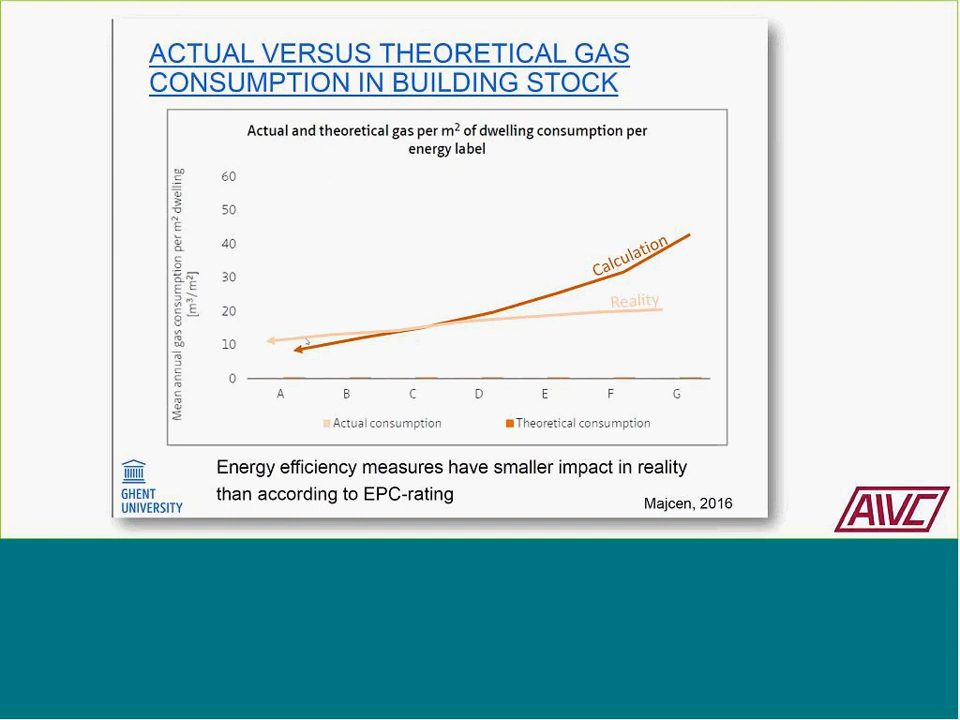 ACTUAL VERSUS THEORETICAL GAS
CONSUMPTION IN BUILDING STOCK
Actual and theoretical gas per m² of dwelling consumption per
energy label
Mean annual gas consumption per m² dwelling
[m³/m²]
60
50
40
30
20
10
0
Calculation
Reality
A B C D E F G
Actual consumption Theoretical consumption
Energy efficiency measures have smaller impact in reality
than according to EPC-rating
Majcen, 2016
GHENT
UNIVERSITY
AIVC